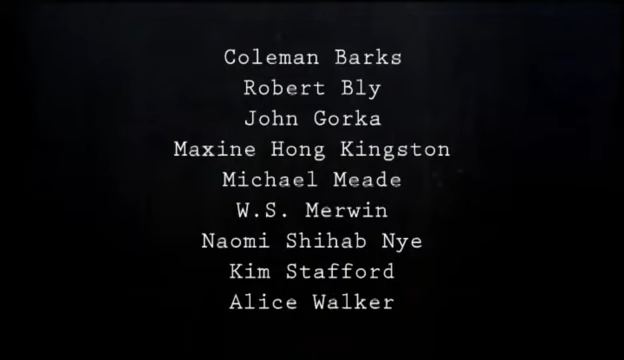 Coleman Barks
Robert Bly
John Gorka
Maxine Hong Kingston
Michael Meade
W.S. Merwin
Naomi Shihab Nye
Kim Stafford
Alice Walker